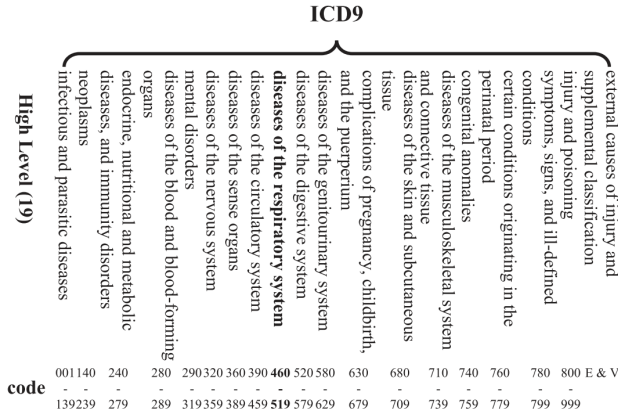 ICD9
High Level (19)
infectious and parasitic diseases
neoplasms
endocrine, nutritional and metabolic
diseases, and immunity disorders
diseases of the blood and blood-forming
organs
mental disorders
diseases of the nervous system
diseases of the sense organs
diseases of the circulatory system
diseases of the respiratory system
diseases of the digestive system
diseases of the genitourinary system
complications of pregnancy, childbirth,
and the puerperium
diseases of the skin and subcutaneous
tissue
diseases of the musculoskeletal system
and connective tissue
congenital anomalies
certain conditions originating in the
perinatal period
symptoms, signs, and ill-defined
conditions
injury and poisoning
external causes of injury and
supplemental classification
001 140 240 280 290 320 360 390 460 520 580 630 680 710 740 760 780 800 E & V
code - - - - - - - - - - - - - - - - - -
139 239 279 289 319 359 389 459 519 579 629 679 709 739 759 779 799 999